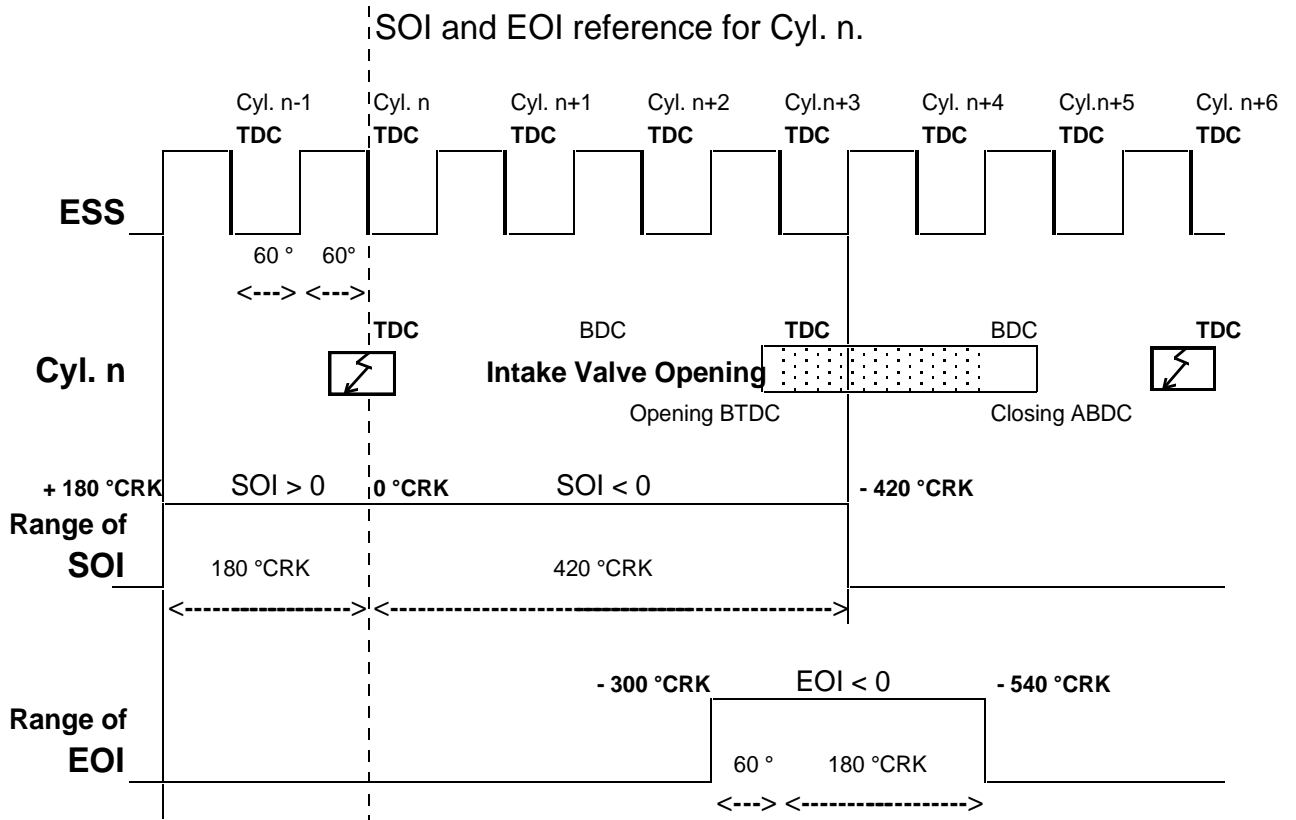 SOI and EOI reference for Cyl. n.
Cyl. n-1 Cyl. n Cyl. n+1 Cyl. n+2 Cyl.n+3 Cyl. n+4 Cyl.n+5 Cyl. n+6
TDC TDC TDC TDC TDC TDC TDC TDC
ESS
60 ° 60°
<---> <--->
TDC BDC TDC BDC TDC
Cyl. n Intake Valve Opening
Opening BTDC Closing ABDC
+ 180 °CRK SOI > 0 0 °CRK SOI < 0 - 420 °CRK
Range of
SOI 180 °CRK 420 °CRK
<--------------------><----------------------------------------------->
- 300 °CRK EOI < 0 - 540 °CRK
Range of
EOI 60 ° 180 °CRK
<---> <------------------>